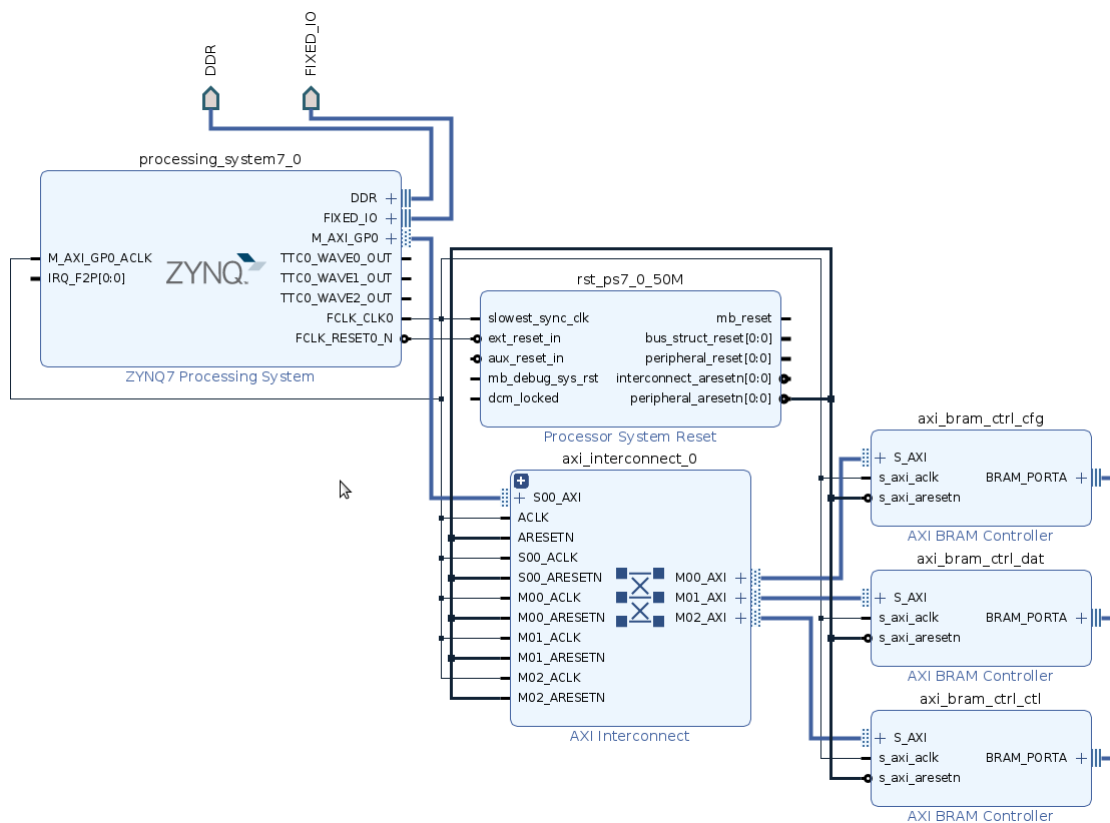 DDR
FIXED_IO
processing_system7_0
DDR
FIXED_IO
M_AXI_GP0
M_AXI_GP0_ACLK
TTC0_WAVE0_OUT
IRQ_F2P[0:0]
ZYNQ
TTC0_WAVE1_OUT
TTC0_WAVE2_OUT
FCLK_CLK0
FCLK_RESET0_N
ZYNQ7 Processing System
rst_ps7_0_50M
slowest_sync_clk
mb_reset
ext_reset_in
bus_struct_reset[0:0]
aux_reset_in
peripheral_reset[0:0]
mb_debug_sys_rst
interconnect_aresetn[0:0]
dcm_locked
peripheral_aresetn[0:0]
Processor System Reset
axi_interconnect_0
S00_AXI
ACLK
ARESETN
S00_ACLK
S00_ARESETN
M00_AXI
M00_ACLK
M01_AXI
M00_ARESETN
M02_AXI
M01_ACLK
M01_ARESETN
M02_ACLK
M02_ARESETN
AXI Interconnect
axi_bram_ctrl_cfg
S_AXI
s_axi_aclk
BRAM_PORTA
s_axi_aresetn
AXI BRAM Controller
axi_bram_ctrl_dat
S_AXI
s_axi_aclk
BRAM_PORTA
s_axi_aresetn
AXI BRAM Controller
axi_bram_ctrl_ctl
S_AXI
s_axi_aclk
BRAM_PORTA
s_axi_aresetn
AXI BRAM Controller